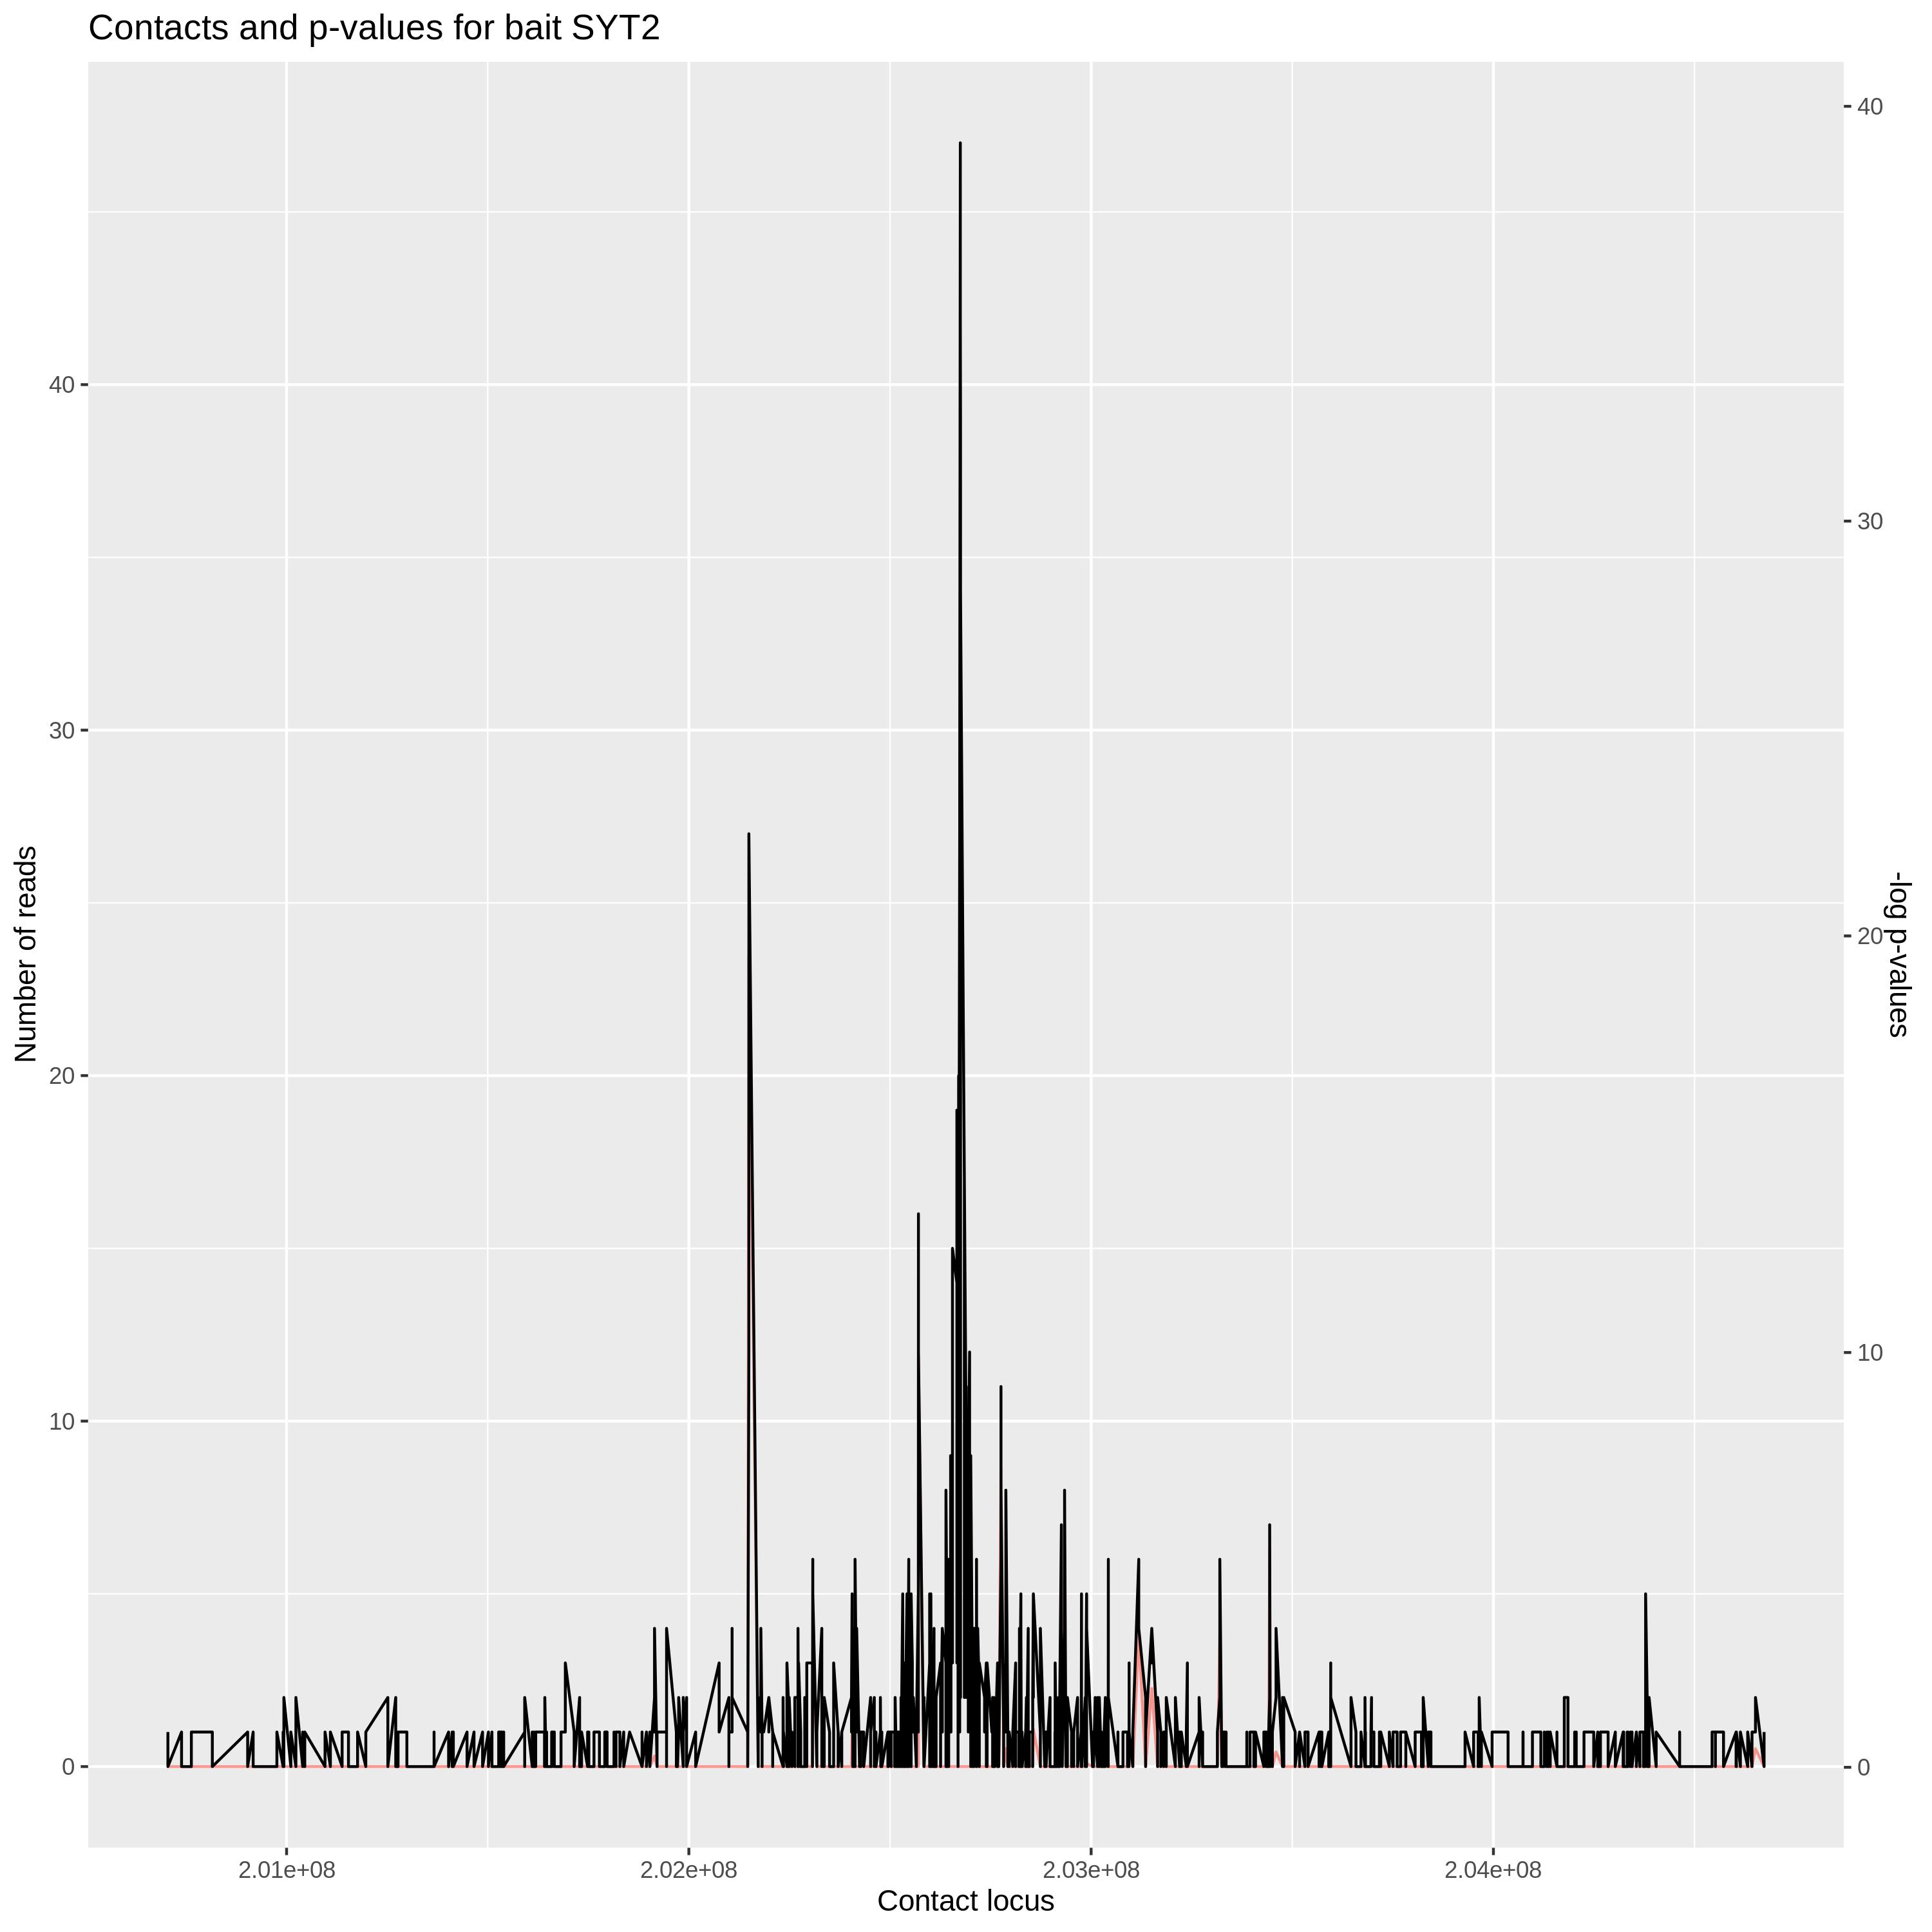 Contacts and p-values for bait SYT2
40
30
20
10
0
Number of reads
40
30
20
10
0
-log p-values
2.01e+08
2.02e+08
2.03e+08
2.04e+08
Contact locus